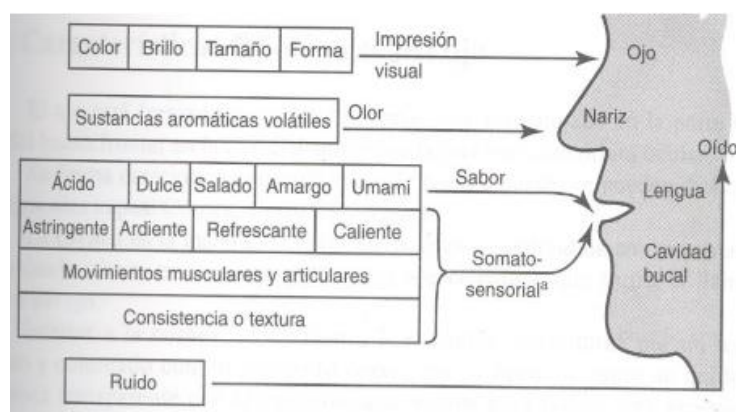 Color Brillo Tamaño Forma
Impresión
visual
Ojo
Sustancias aromáticas volátiles
Olor
Nariz
Oído
Ácido Dulce Salado Amargo Umami
Sabor
Lengua
Astringente Ardiente Refrescante Caliente
Movimientos musculares y articulares
Consistencia o textura
Somato-
sensorialᵃ
Cavidad
bucal
Ruido